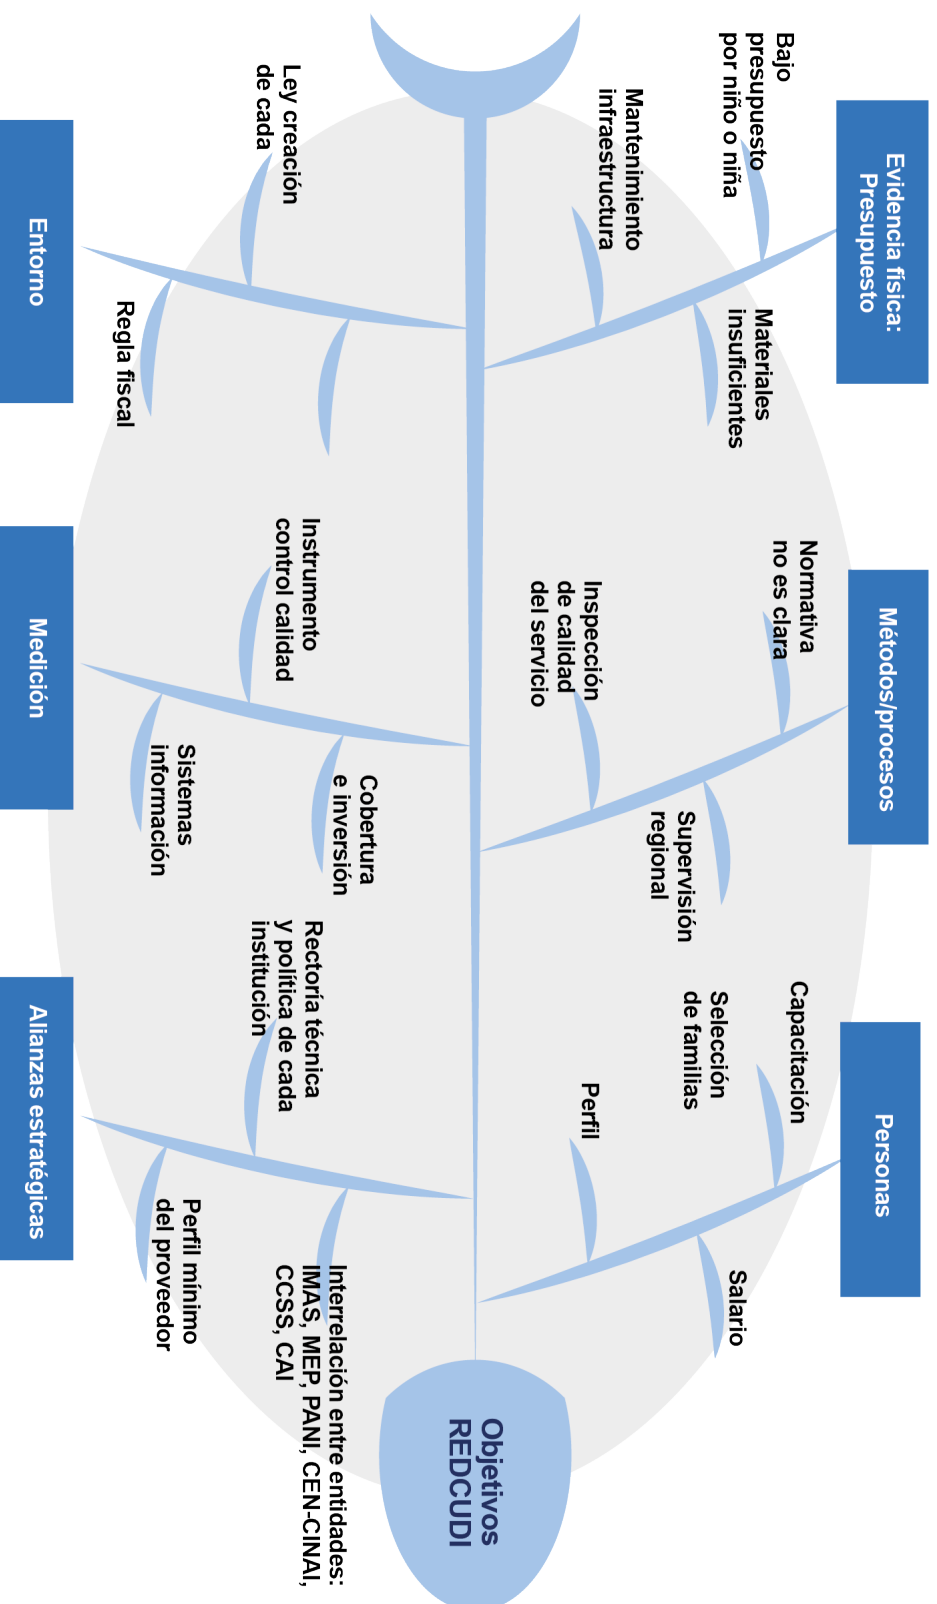 Evidencia física:
Presupuesto
Bajo
presupuesto
por niño o niña
Mantenimiento
infraestructura
Materiales
insuficientes
Métodos/procesos
Normativa
no es clara
Inspección
de calidad
del servicio
Supervisión
regional
Personas
Capacitación
Selección
de familias
Perfil
Salario
Objetivos
REDCUDI
Ley creación
de cada
Regla fiscal
Entorno
Instrumento
control calidad
Cobertura
e inversión
Sistemas
información
Medición
Rectoría técnica
y política de cada
institución
Interrelación entre entidades:
IMAS, MEP, PANI, CEN-CINAI,
CCSS, CAI
Perfil mínimo
del proveedor
Alianzas estratégicas